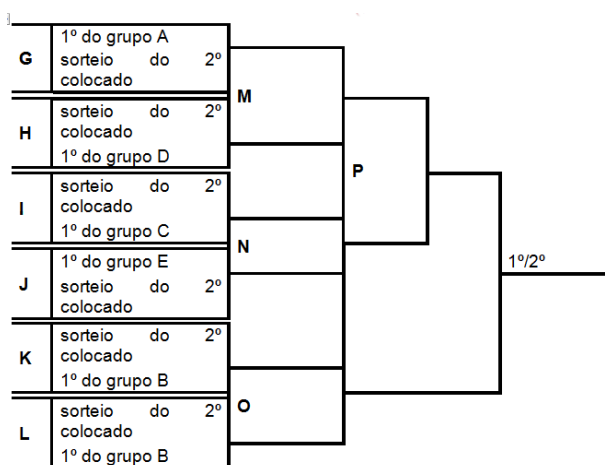 G
1º do grupo A
sorteio do 2º
colocado
M
H
sorteio do 2º
colocado
1º do grupo D
P
I
sorteio do 2º
colocado
1º do grupo C
N
J
1º do grupo E
sorteio do 2º
colocado
1º/2º
K
sorteio do 2º
colocado
1º do grupo B
O
L
sorteio do 2º
colocado
1º do grupo B